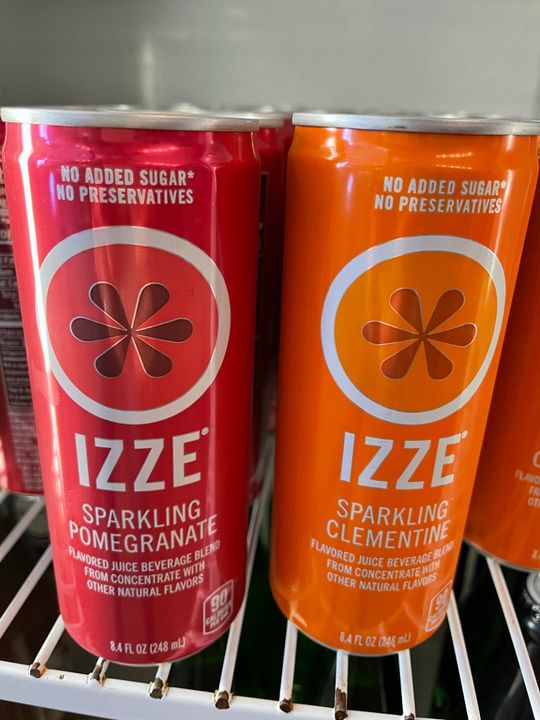 NO ADDED SUGAR*
NO PRESERVATIVES
IZZE®
SPARKLING
POMEGRANATE
FLAVORED JUICE BEVERAGE BLEND
FROM CONCENTRATE WITH
OTHER NATURAL FLAVORS
90
8.4 FL OZ (248 mL)
NO ADDED SUGAR*
NO PRESERVATIVES
IZZE®
SPARKLING
CLEMENTINE
FLAVORED JUICE BEVERAGE BLEND
FROM CONCENTRATE WITH
OTHER NATURAL FLAVORS
90
8.4 FL OZ (248 mL)